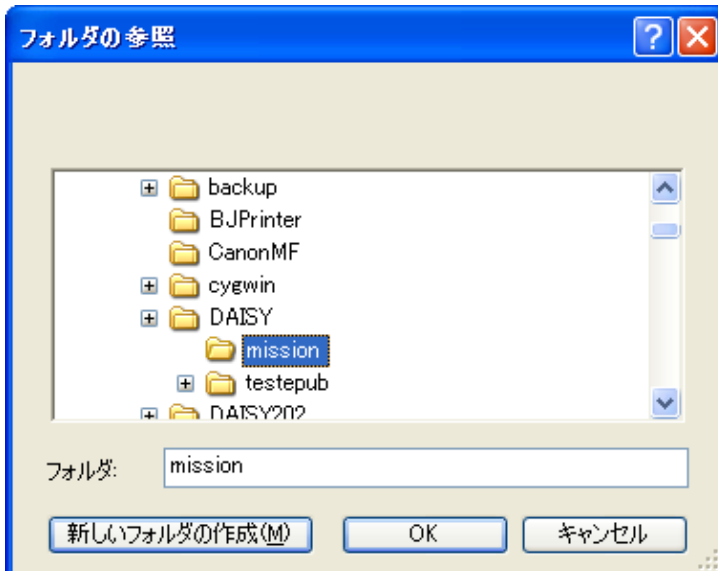 フォルダの参照
backup
BJPrinter
CanonMF
cygwin
DAISY
mission
testepub
DAISY202
フォルダ: mission
新しいフォルダの作成(M) OK キャンセル